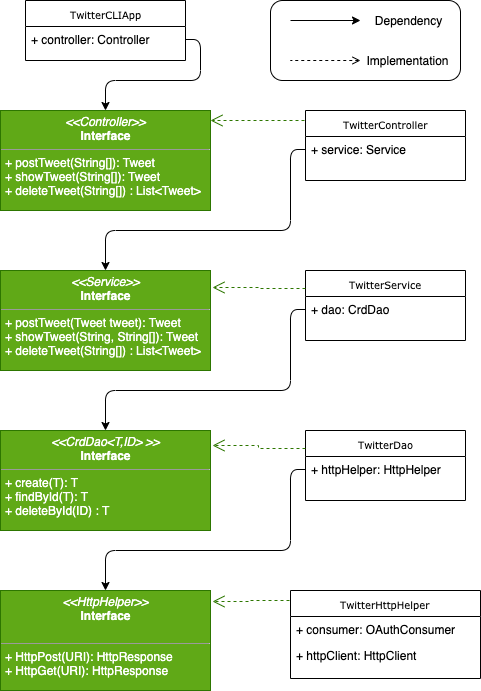 TwitterCLIApp
+ controller: Controller
Dependency
Implementation
<<Controller>>
Interface
+ postTweet(String[]): Tweet
+ showTweet(String[]): Tweet
+ deleteTweet(String[]) : List<Tweet>
TwitterController
+ service: Service
<<Service>>
Interface
+ postTweet(Tweet tweet): Tweet
+ showTweet(String, String[]): Tweet
+ deleteTweet(String[]) : List<Tweet>
TwitterService
+ dao: CrdDao
<<CrdDao<T,ID> >>
Interface
+ create(T): T
+ findById(T): T
+ deleteById(ID) : T
TwitterDao
+ httpHelper: HttpHelper
<<HttpHelper>>
Interface
+ HttpPost(URI): HttpResponse
+ HttpGet(URI): HttpResponse
TwitterHttpHelper
+ consumer: OAuthConsumer
+ httpClient: HttpClient